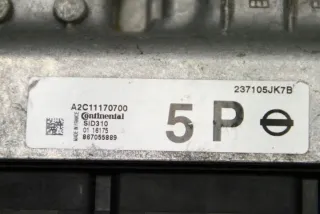 237105JK7B
A2C11170700
Continental
SID310
01 16175
867055889
MADE IN FRANCE
5P